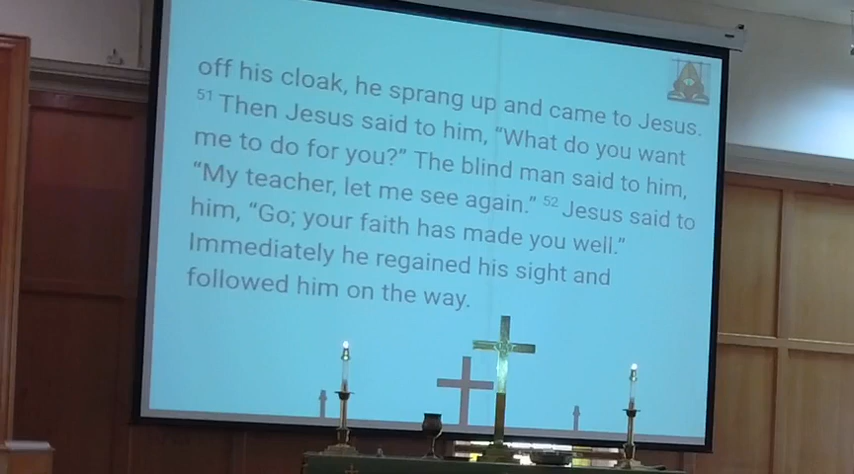 off his cloak, he sprang up and came to Jesus.
51 Then Jesus said to him, “What do you want
me to do for you?” The blind man said to him,
“My teacher, let me see again.” 52 Jesus said to
him, “Go; your faith has made you well.”
Immediately he regained his sight and
followed him on the way.